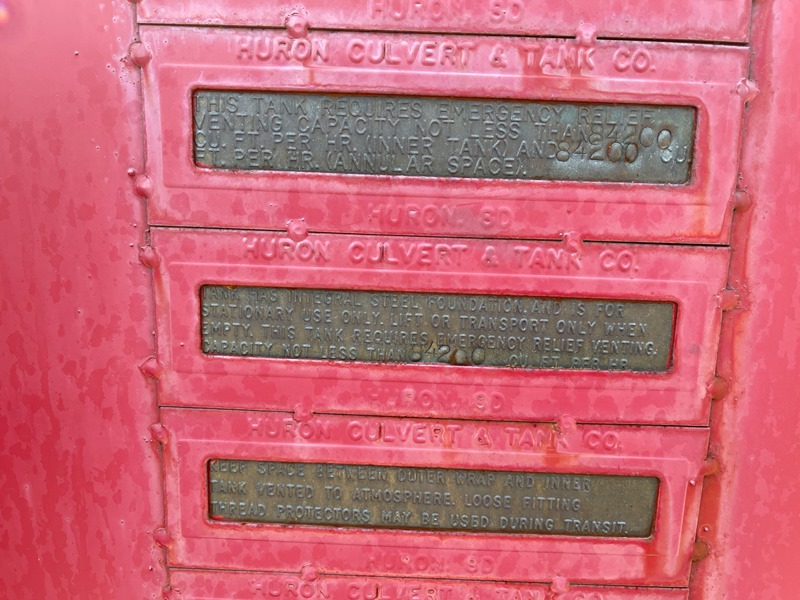 HURON SD
HURON CULVERT & TANK CO.
THIS TANK REQUIRES EMERGENCY RELIEF
VENTING CAPACITY NOT LESS THAN 84200
CU. FT. PER HR. (INNER TANK) AND 84200 CU.
FT. PER HR. (ANNULAR SPACE).
HURON SD
HURON CULVERT & TANK CO.
TANK HAS INTEGRAL STEEL FOUNDATION. AND IS FOR
STATIONARY USE ONLY. LIFT OR TRANSPORT ONLY WHEN
EMPTY. THIS TANK REQUIRES EMERGENCY RELIEF VENTING.
CAPACITY NOT LESS THAN 84200 CU. FT. PER HR.
HURON SD
HURON CULVERT & TANK CO.
KEEP SPACE BETWEEN OUTER WRAP AND INNER
TANK VENTED TO ATMOSPHERE. LOOSE FITTING
THREAD PROTECTORS MAY BE USED DURING TRANSIT.
HURON SD
HURON CULVERT & TANK CO.